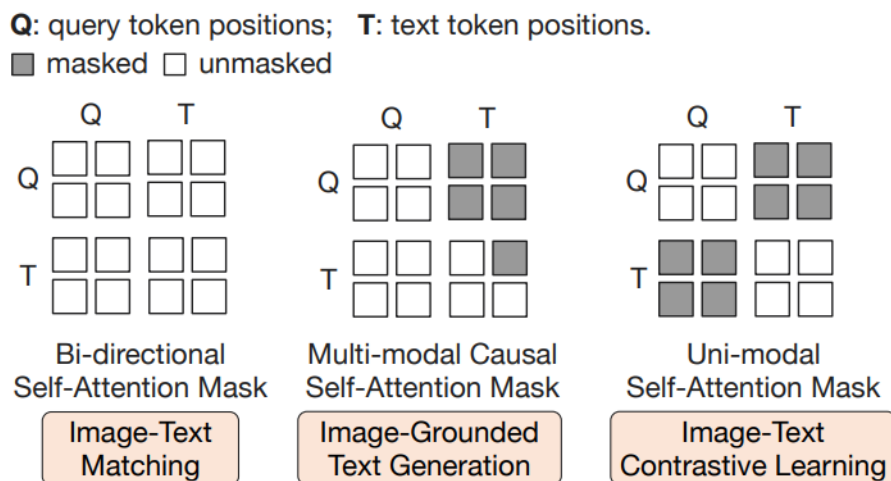 Q: query token positions; T: text token positions.
masked unmasked
Q T
Q
T
Bi-directional
Self-Attention Mask
Image-Text
Matching
Q T
Q
T
Multi-modal Causal
Self-Attention Mask
Image-Grounded
Text Generation
Q T
Q
T
Uni-modal
Self-Attention Mask
Image-Text
Contrastive Learning